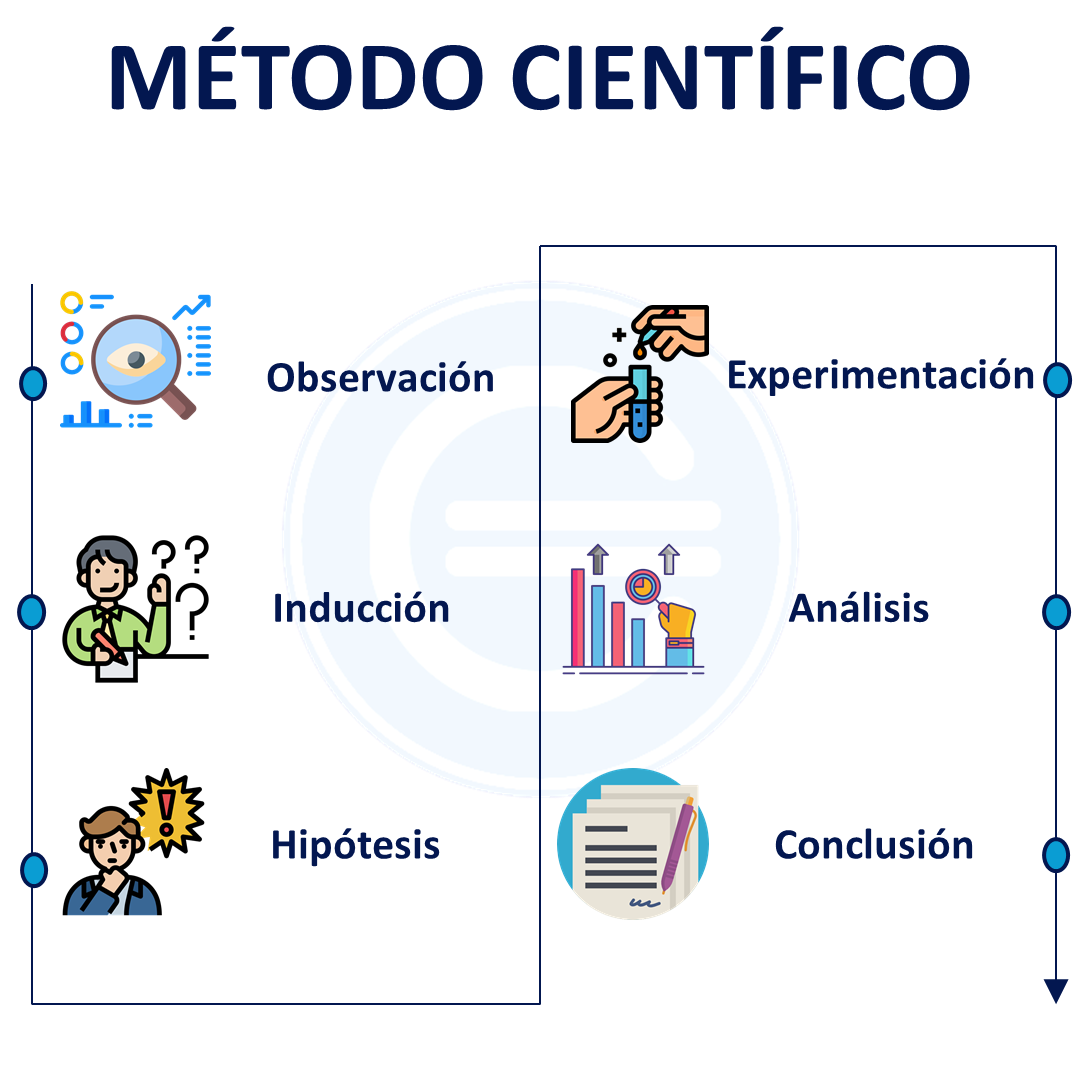 MÉTODO CIENTÍFICO
Observación
Inducción
Hipótesis
Experimentación
Análisis
Conclusión